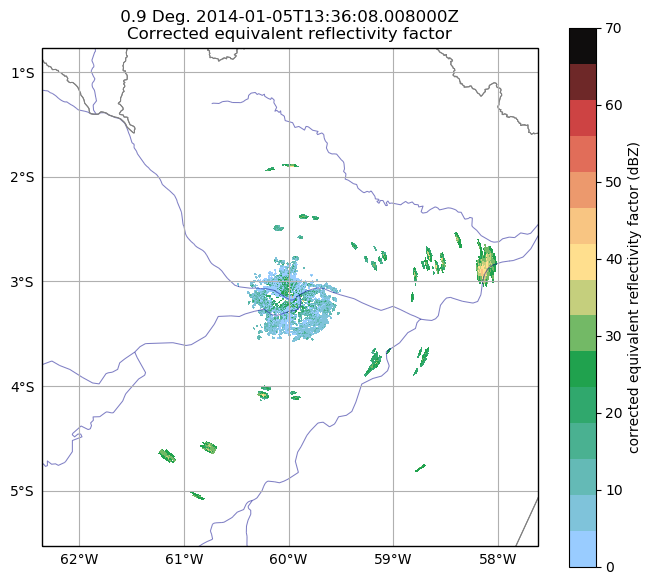 0.9 Deg. 2014-01-05T13:36:08.008000Z
Corrected equivalent reflectivity factor
1°S
2°S
3°S
4°S
5°S
62°W 61°W 60°W 59°W 58°W
70
60
50
40
30
20
10
0
corrected equivalent reflectivity factor (dBZ)